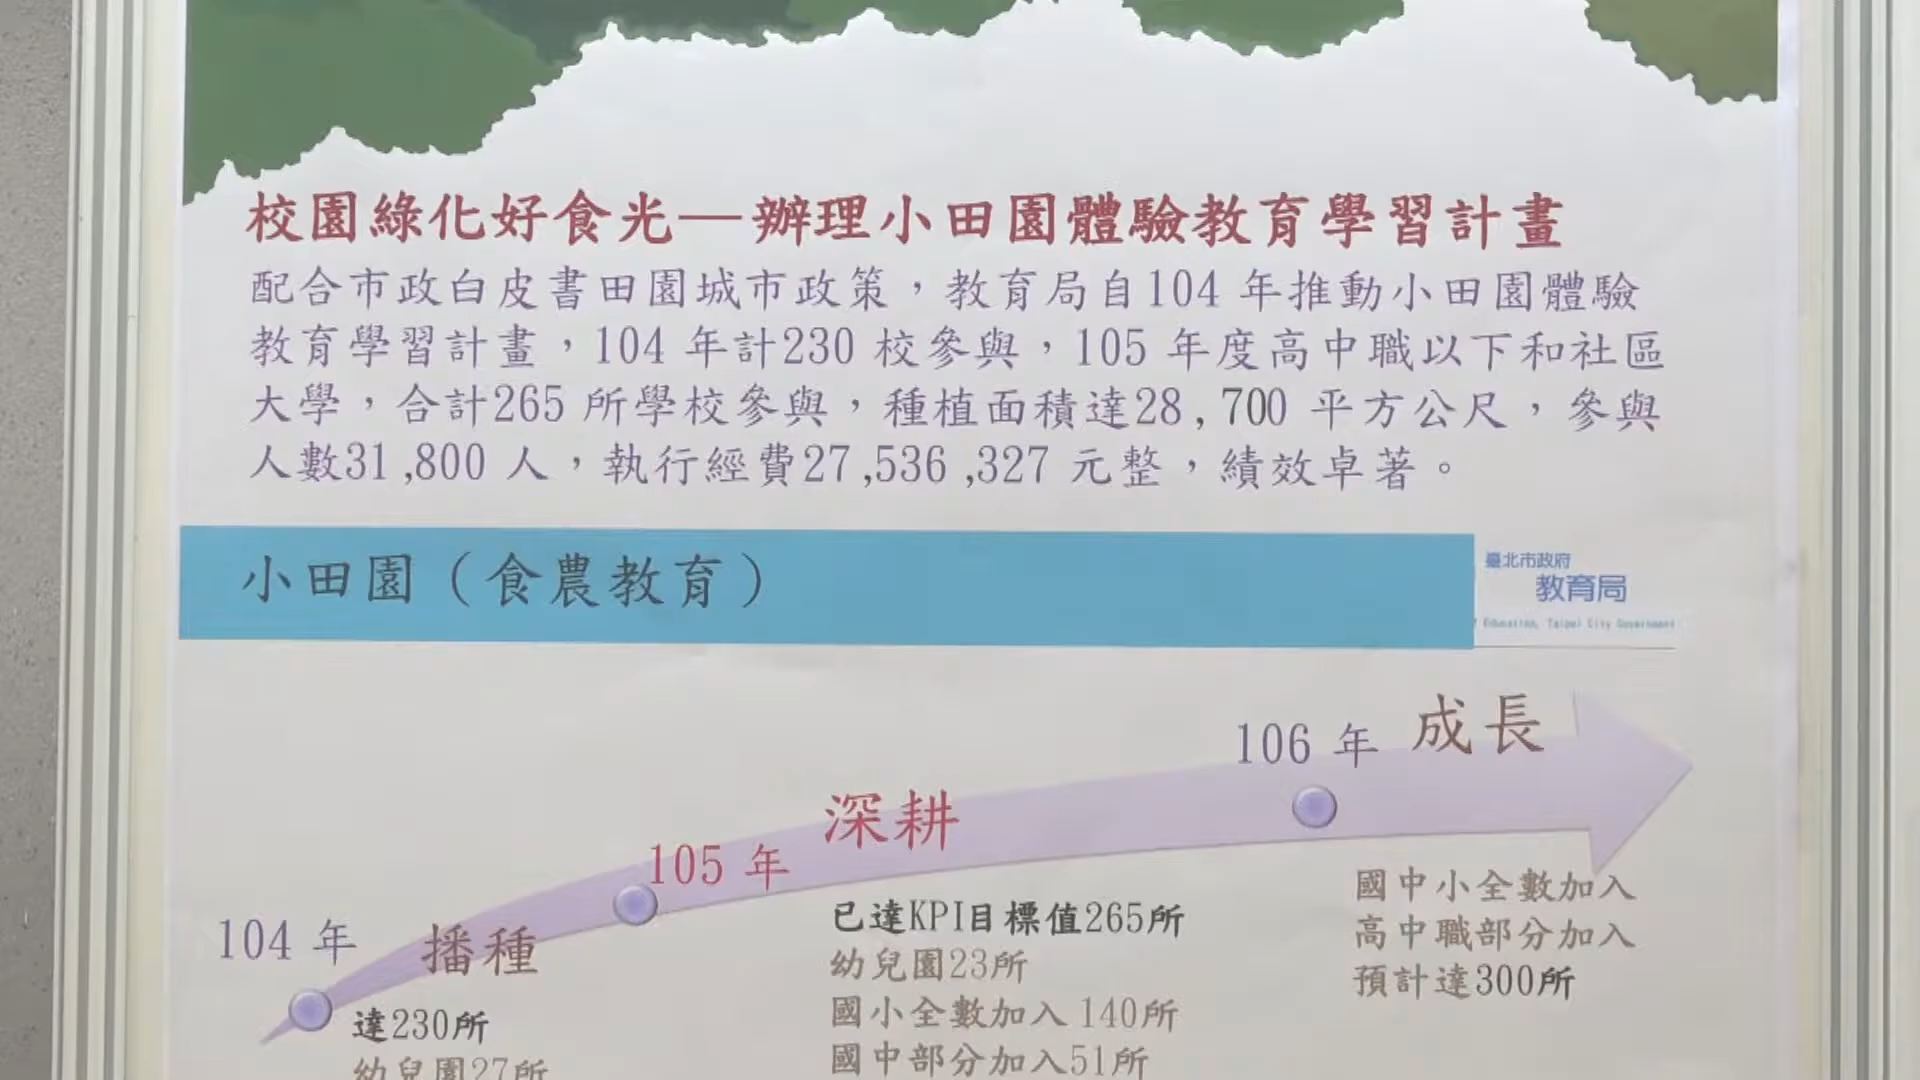 校園綠化好食光—辦理小田園體驗教育學習計畫
配合市政白皮書田園城市政策，教育局自104 年推動小田園體驗
教育學習計畫，104 年計230 校參與，105 年度高中職以下和社區
大學，合計265 所學校參與，種植面積達28,700 平方公尺，參與
人數31,800 人，執行經費27,536,327 元整，績效卓著。
小田園（食農教育）
臺北市政府
教育局
Education, Taipei City Government
106 年 成長
深耕
105 年
104 年 播種
國中小全數加入
高中職部分加入
預計達300所
已達KPI目標值265所
幼兒園23所
國小全數加入 140所
國中部分加入51所
達230所
幼兒園27所